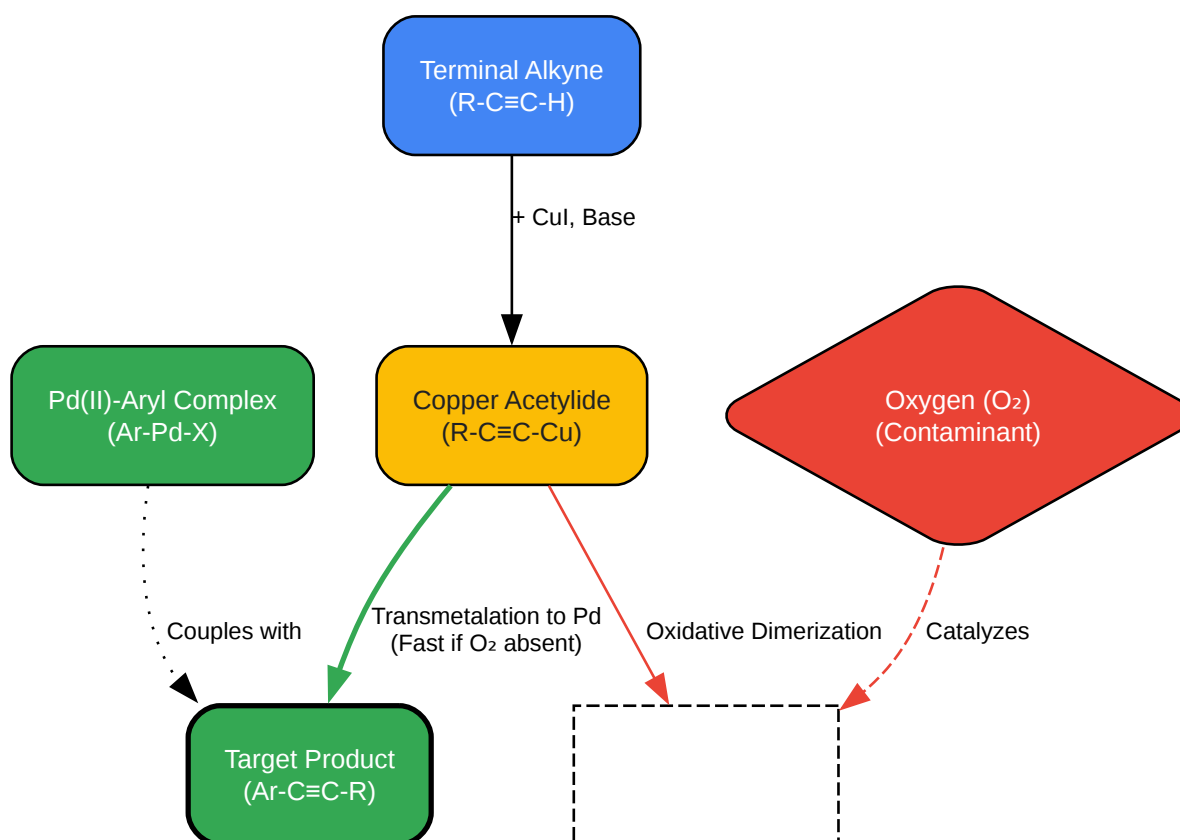 Terminal Alkyne
(R-C≡C-H)
+ CuI, Base
Pd(II)-Aryl Complex
(Ar-Pd-X)
Copper Acetylide
(R-C≡C-Cu)
Oxygen (O₂)
(Contaminant)
Couples with
Transmetalation to Pd
(Fast if O₂ absent)
Oxidative Dimerization
Catalyzes
Target Product
(Ar-C≡C-R)